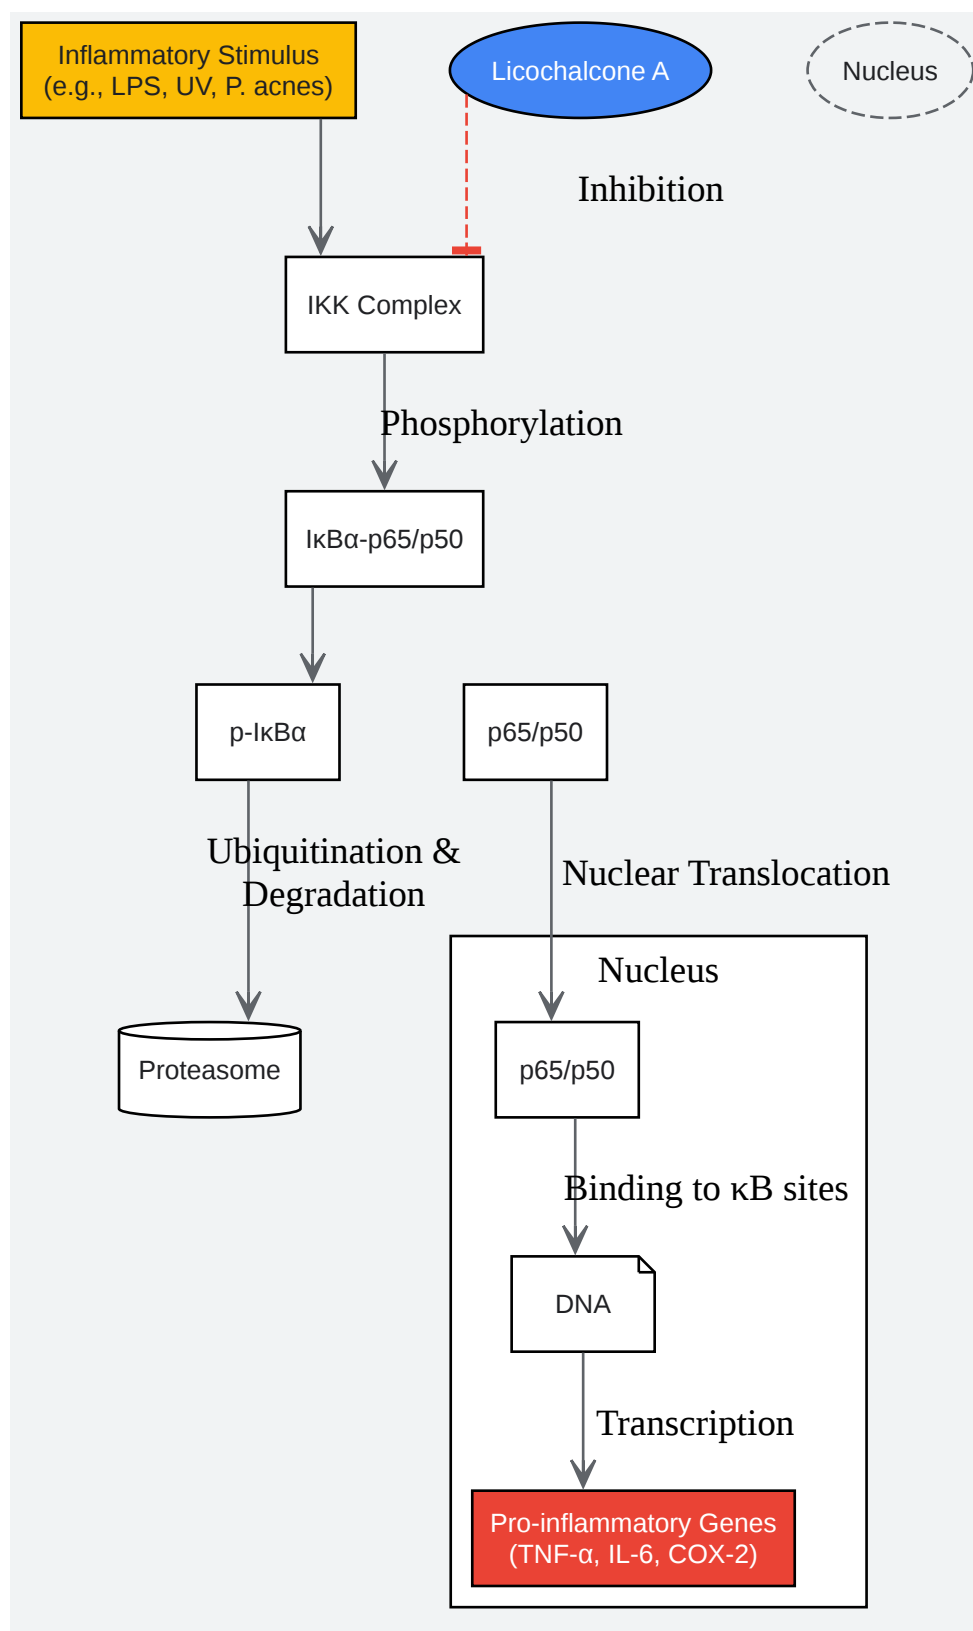 Inflammatory Stimulus
(e.g., LPS, UV, P. acnes)
Licochalcone A
Nucleus
Inhibition
IKK Complex
Phosphorylation
IκBα-p65/p50
p-IκBα
p65/p50
Ubiquitination &
Degradation
Nuclear Translocation
Nucleus
Proteasome
p65/p50
Binding to κB sites
DNA
Transcription
Pro-inflammatory Genes
(TNF-α, IL-6, COX-2)